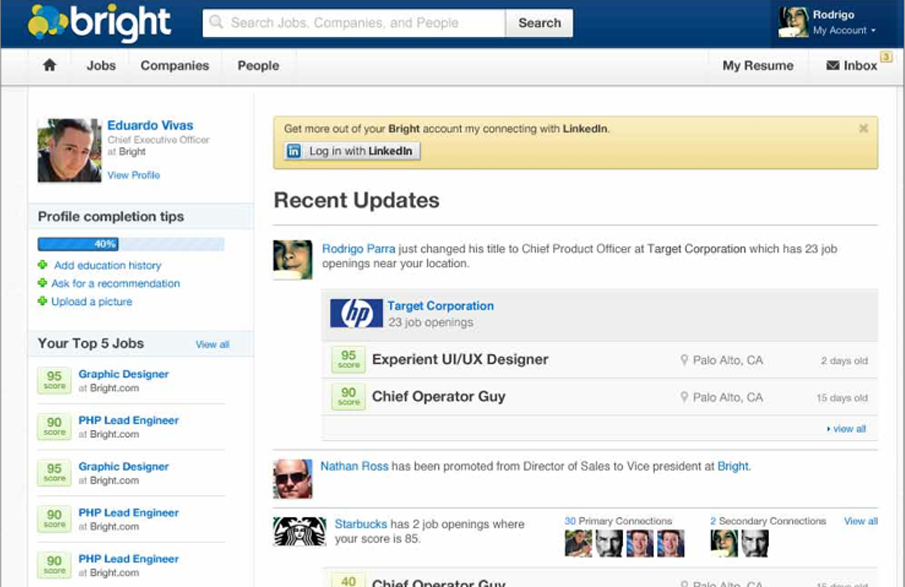 bright
Search Jobs, Companies, and People
Search
Rodrigo
My Account
Jobs
Companies
People
My Resume
Inbox
3
Eduardo Vivas
Chief Executive Officer
at Bright
View Profile
Profile completion tips
40%
Add education history
Ask for a recommendation
Upload a picture
Your Top 5 Jobs View all
95 score
Graphic Designer
at Bright.com
90 score
PHP Lead Engineer
at Bright.com
95 score
Graphic Designer
at Bright.com
90 score
PHP Lead Engineer
at Bright.com
90 score
PHP Lead Engineer
at Bright.com
Get more out of your Bright account my connecting with LinkedIn.
in Log in with LinkedIn
Recent Updates
Rodrigo Parra just changed his title to Chief Product Officer at Target Corporation which has 23 job
openings near your location.
hp
Target Corporation
23 job openings
95 score
Experient UI/UX Designer Palo Alto, CA 2 days old
90 score
Chief Operator Guy Palo Alto, CA 15 days old
view all
Nathan Ross has been promoted from Director of Sales to Vice president at Bright.
Starbucks has 2 job openings where
your score is 85.
30 Primary Connections 2 Secondary Connections View all
40
Chief Operator Guy Palo Alto, CA 15 days old